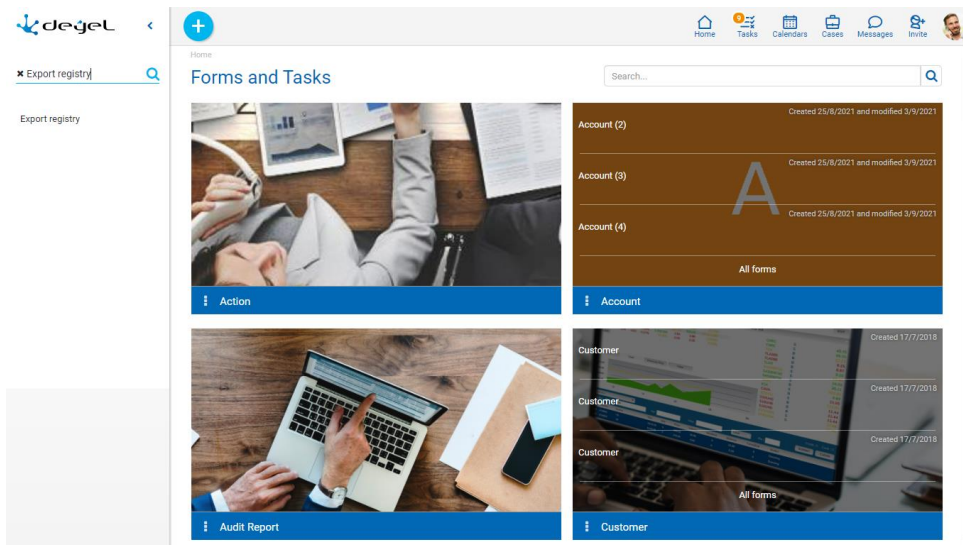 degel
Export registry
Export registry
9
Home
Tasks
Calendars
Cases
Messages
Invite
Home
Forms and Tasks
Search...
Action
Created 25/8/2021 and modified 3/9/2021
Account (2)
Created 25/8/2021 and modified 3/9/2021
Account (3)
A
Created 25/8/2021 and modified 3/9/2021
Account (4)
All forms
Account
Audit Report
Created 17/7/2018
Customer
Created 17/7/2018
Customer
Created 17/7/2018
Customer
All forms
Customer